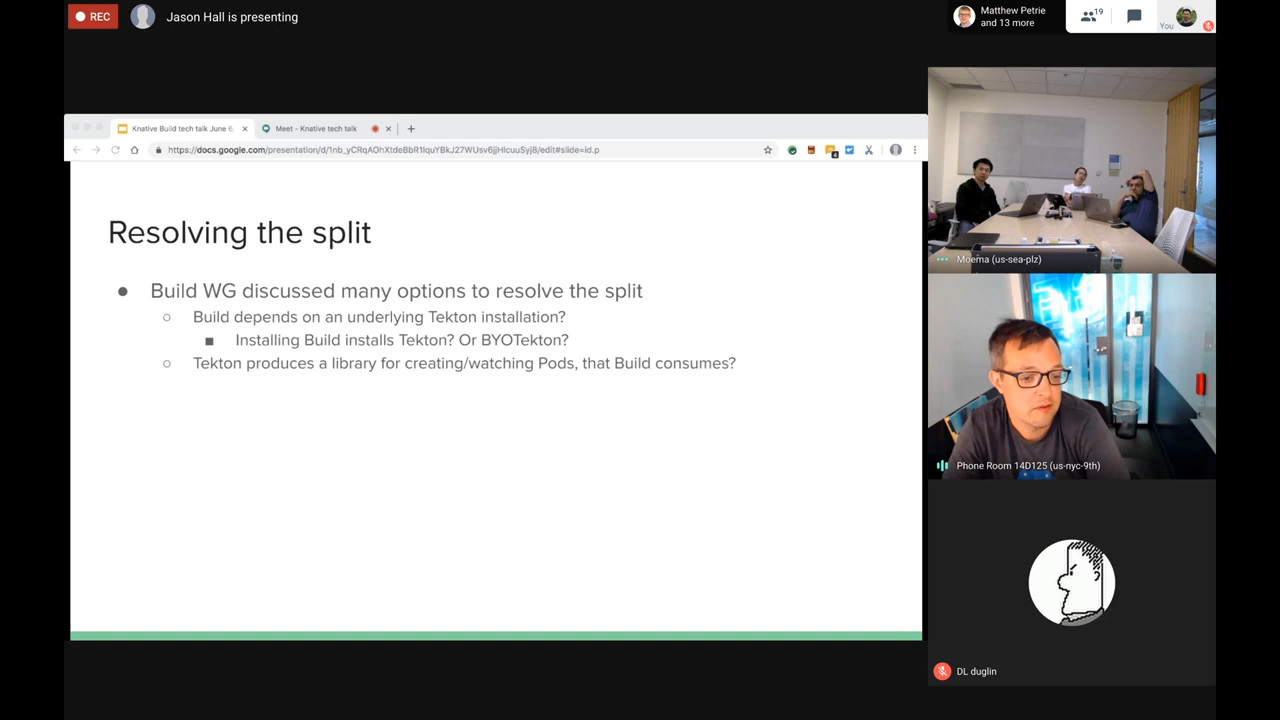 REC
Jason Hall is presenting
Matthew Petrie
and 13 more
19
You
Knative Build tech talk June 6,
Meet - Knative tech talk
Resolving the split
● Build WG discussed many options to resolve the split
○ Build depends on an underlying Tekton installation?
■ Installing Build installs Tekton? Or BYOTekton?
○ Tekton produces a library for creating/watching Pods, that Build consumes?
Moema (us-sea-plz)
Phone Room 14D125 (us-nyc-9th)
DL duglin